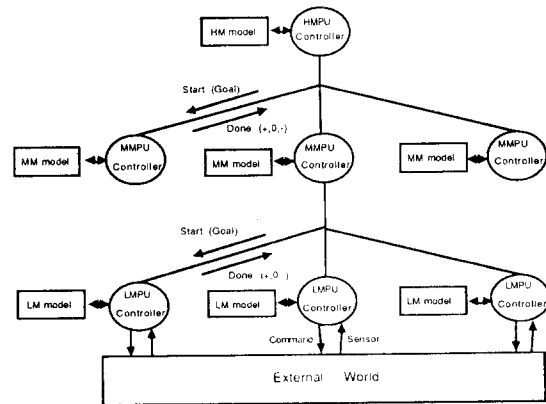 HM model
HMPU
Controller
Start (Goal)
Done (+,0,-)
MM model
MMPU
Controller
MM model
MMPU
Controller
MM model
MMPU
Controller
Start (Goal)
Done (+,0 )
LM model
LMPU
Controller
LM model
LMPU
Controller
LM model
LMPU
Controller
Command
Sensor
External World